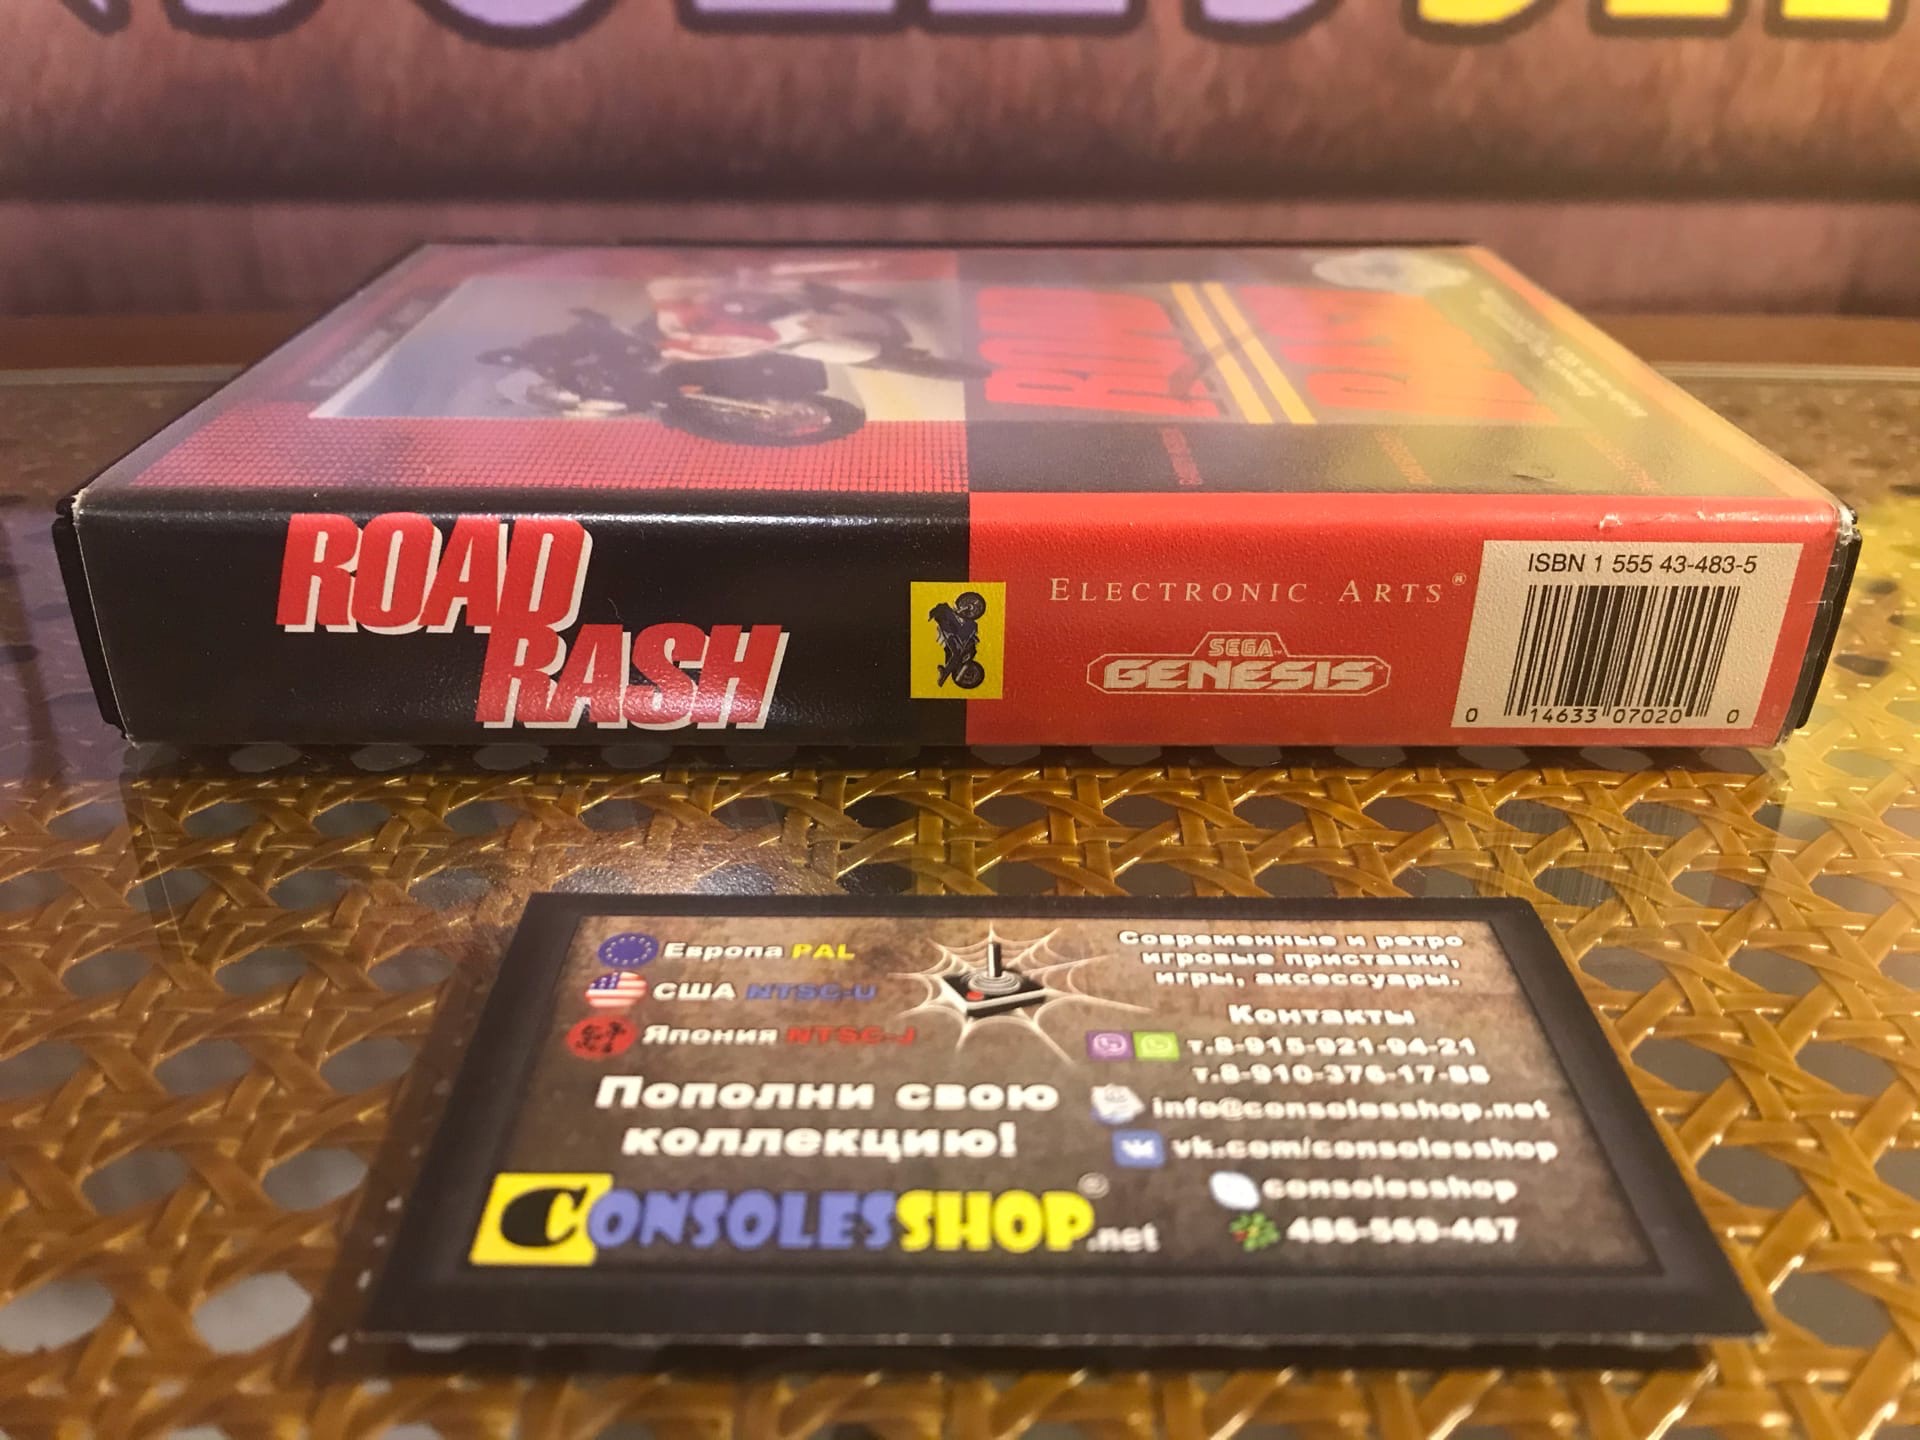 ROAD
RASH
ELECTRONIC ARTS®
SEGA™
GENESIS™
ISBN 1 555 43-483-5
0 14633 07020 0
Европа PAL
США NTSC-U
Япония NTSC-J
Пополни свою
коллекцию!
CONSOLESSHOP®.net
Современные и ретро
игровые приставки,
игры, аксессуары.
Контакты
т.8-915-921-94-21
т.8-910-376-17-88
info@consolesshop.net
vk.com/consolesshop
consolesshop
486-569-467